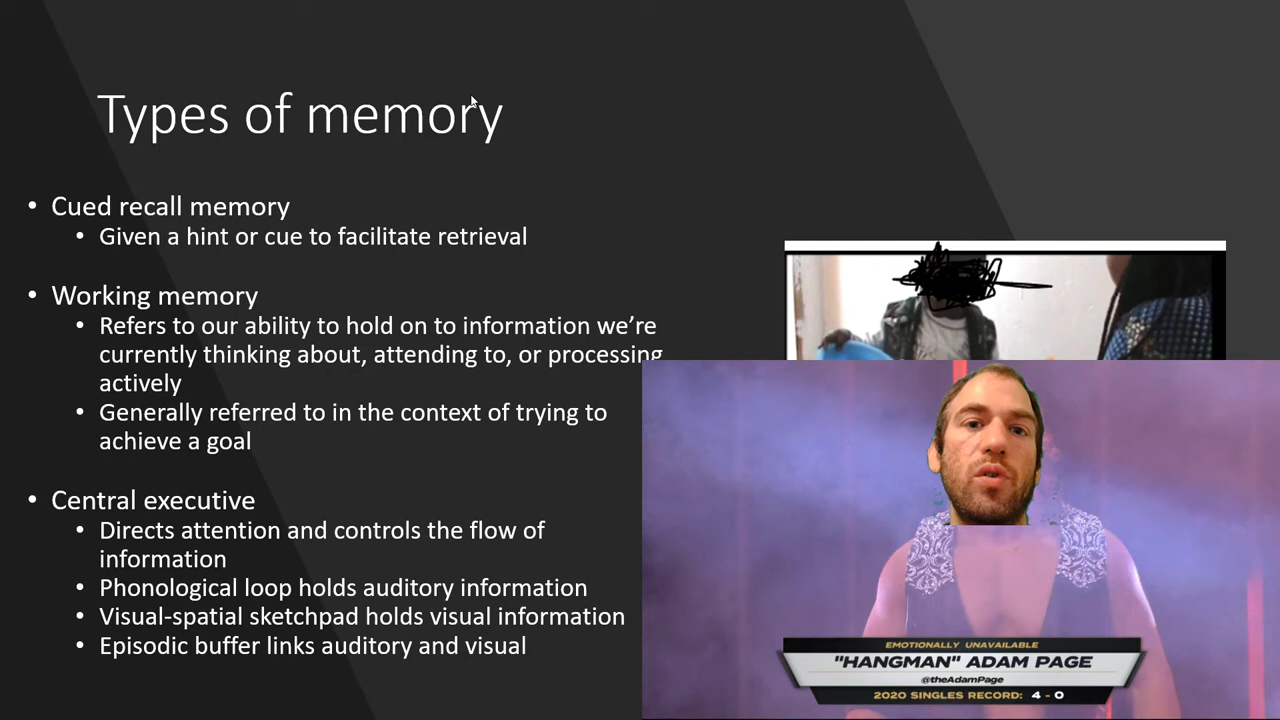 Types of memory
• Cued recall memory
• Given a hint or cue to facilitate retrieval
• Working memory
• Refers to our ability to hold on to information we’re
currently thinking about, attending to, or processing
actively
• Generally referred to in the context of trying to
achieve a goal
• Central executive
• Directs attention and controls the flow of
information
• Phonological loop holds auditory information
• Visual-spatial sketchpad holds visual information
• Episodic buffer links auditory and visual
EMOTIONALLY UNAVAILABLE
"HANGMAN" ADAM PAGE
@theAdamPage
2020 SINGLES RECORD: 4 - 0